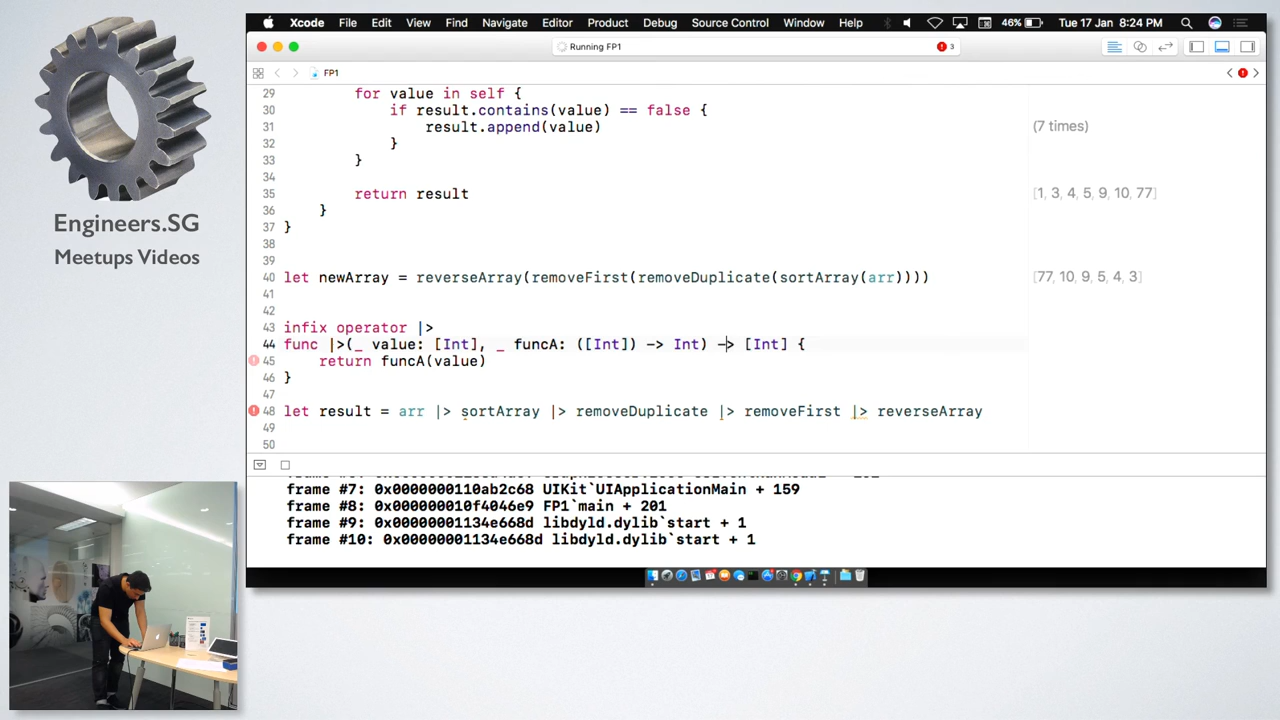 Xcode File Edit View Find Navigate Editor Product Debug Source Control Window Help 46% Tue 17 Jan 8:24 PM
Running FP1
3
FP1
Engineers.SG
Meetups Videos
29 for value in self {
30 if result.contains(value) == false {
31 result.append(value) (7 times)
32 }
33 }
34
35 return result [1, 3, 4, 5, 9, 10, 77]
36 }
37 }
38
39
40 let newArray = reverseArray(removeFirst(removeDuplicate(sortArray(arr)))) [77, 10, 9, 5, 4, 3]
41
42
43 infix operator |>
44 func |>(_ value: [Int], _ funcA: ([Int]) -> Int) -> [Int] {
45 return funcA(value)
46 }
47
48 let result = arr |> sortArray |> removeDuplicate |> removeFirst |> reverseArray
49
50
frame #7: 0x0000000110ab2c68 UIKit`UIApplicationMain + 159
frame #8: 0x000000010f4046e9 FP1`main + 201
frame #9: 0x00000001134e668d libdyld.dylib`start + 1
frame #10: 0x00000001134e668d libdyld.dylib`start + 1